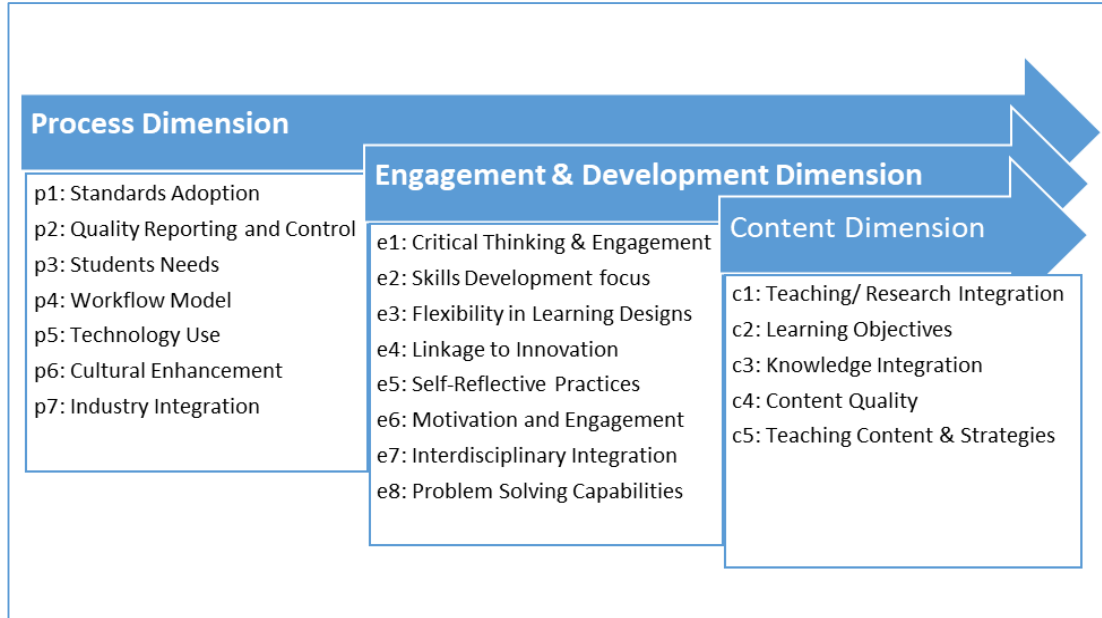 Process Dimension
p1: Standards Adoption
p2: Quality Reporting and Control
p3: Students Needs
p4: Workflow Model
p5: Technology Use
p6: Cultural Enhancement
p7: Industry Integration
Engagement & Development Dimension
e1: Critical Thinking & Engagement
e2: Skills Development focus
e3: Flexibility in Learning Designs
e4: Linkage to Innovation
e5: Self-Reflective Practices
e6: Motivation and Engagement
e7: Interdisciplinary Integration
e8: Problem Solving Capabilities
Content Dimension
c1: Teaching/ Research Integration
c2: Learning Objectives
c3: Knowledge Integration
c4: Content Quality
c5: Teaching Content & Strategies